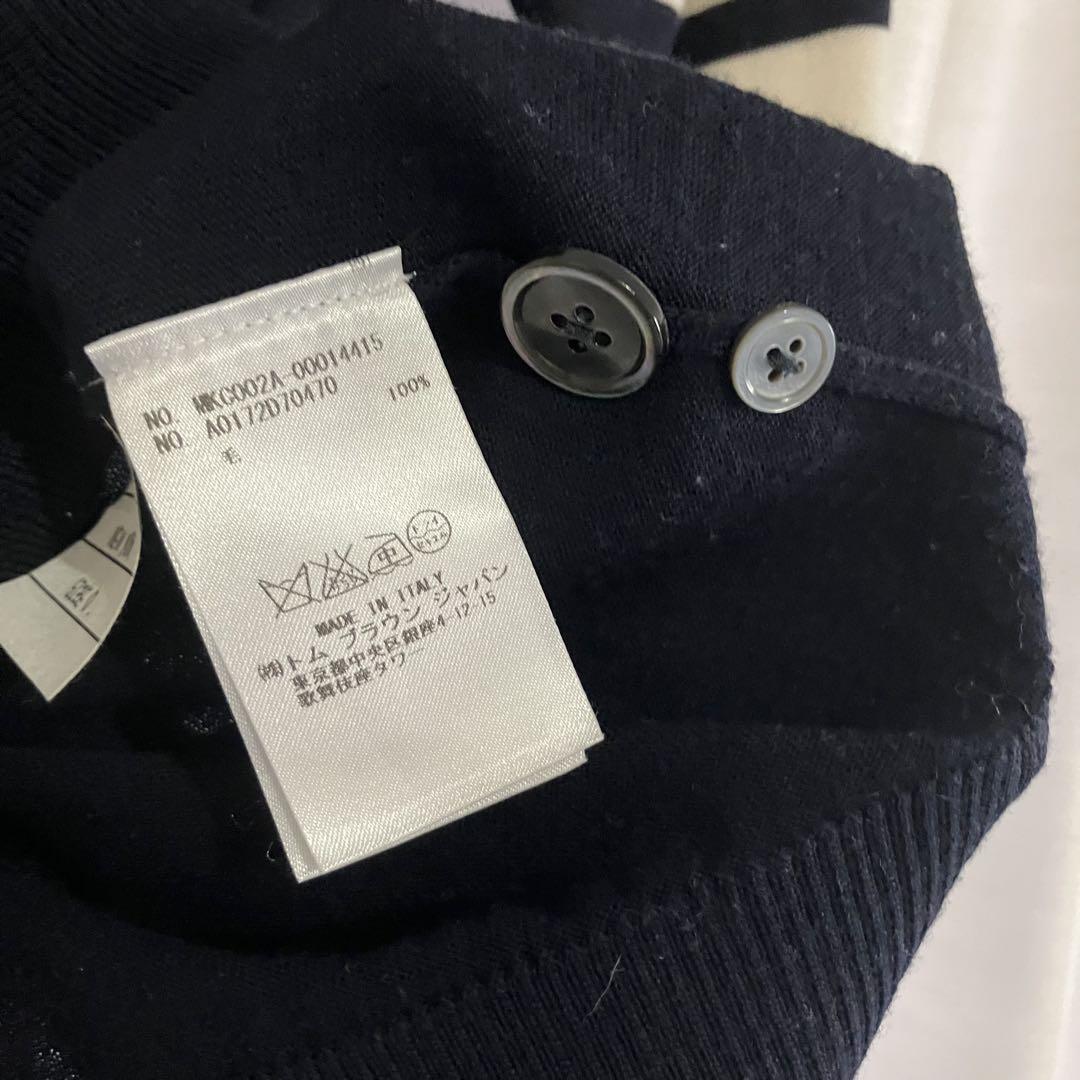 NO. MKC002A-00014415
NO. A0172D70470
毛 100%
MADE IN ITALY
㈱トム ブラウン ジャパン
東京都中央区銀座4-12-15
歌舞伎座タワー